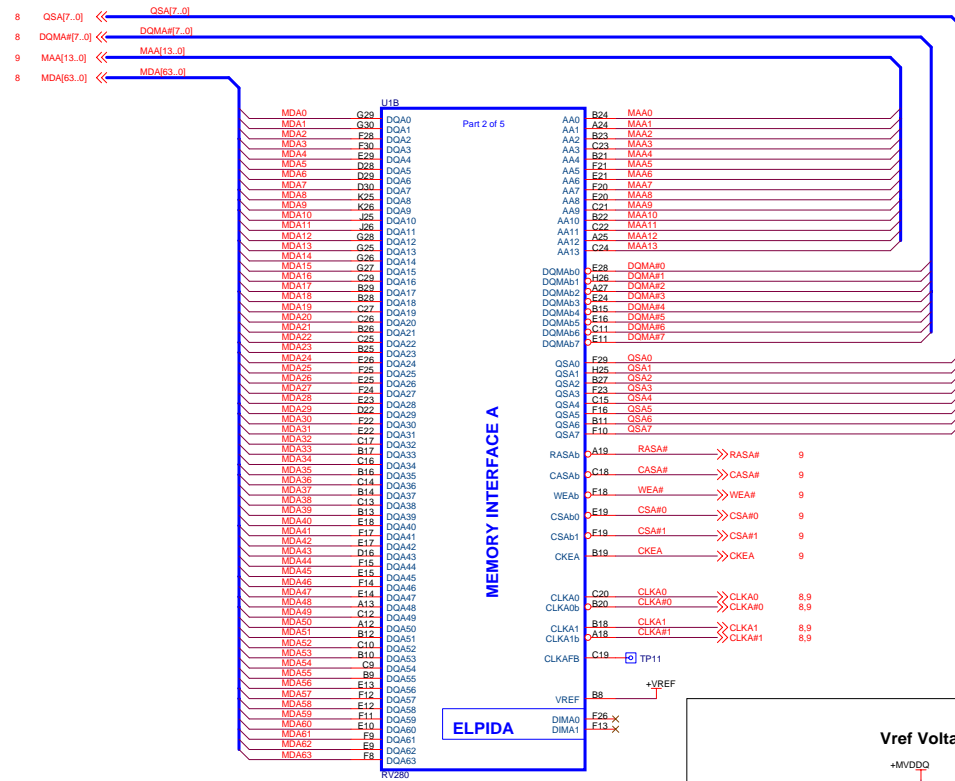 8 QSA[7..0] QSA[7..0]
8 DQMA#[7..0] DQMA#[7..0]
9 MAA[13..0] MAA[13..0]
8 MDA[63..0] MDA[63..0]
U1B
Part 2 of 5
MDA0 G29 DQA0
MDA1 G30 DQA1
MDA2 F28 DQA2
MDA3 F30 DQA3
MDA4 E29 DQA4
MDA5 D28 DQA5
MDA6 D29 DQA6
MDA7 D30 DQA7
MDA8 K25 DQA8
MDA9 K26 DQA9
MDA10 J25 DQA10
MDA11 J26 DQA11
MDA12 G28 DQA12
MDA13 G25 DQA13
MDA14 G26 DQA14
MDA15 G27 DQA15
MDA16 C29 DQA16
MDA17 B29 DQA17
MDA18 B28 DQA18
MDA19 C27 DQA19
MDA20 C26 DQA20
MDA21 B26 DQA21
MDA22 C25 DQA22
MDA23 B25 DQA23
MDA24 E26 DQA24
MDA25 F25 DQA25
MDA26 E25 DQA26
MDA27 F24 DQA27
MDA28 E23 DQA28
MDA29 D22 DQA29
MDA30 F22 DQA30
MDA31 E22 DQA31
MDA32 C17 DQA32
MDA33 B17 DQA33
MDA34 C16 DQA34
MDA35 B16 DQA35
MDA36 C14 DQA36
MDA37 B14 DQA37
MDA38 C13 DQA38
MDA39 B13 DQA39
MDA40 E18 DQA40
MDA41 F17 DQA41
MDA42 E17 DQA42
MDA43 D16 DQA43
MDA44 F15 DQA44
MDA45 E15 DQA45
MDA46 F14 DQA46
MDA47 E14 DQA47
MDA48 A13 DQA48
MDA49 C12 DQA49
MDA50 A12 DQA50
MDA51 B12 DQA51
MDA52 C10 DQA52
MDA53 B10 DQA53
MDA54 C9 DQA54
MDA55 B9 DQA55
MDA56 E13 DQA56
MDA57 F12 DQA57
MDA58 E12 DQA58
MDA59 F11 DQA59
MDA60 E10 DQA60
MDA61 F9 DQA61
MDA62 E9 DQA62
MDA63 F8 DQA63
MEMORY INTERFACE A
ELPIDA
RV280
AA0 B24 MAA0
AA1 A24 MAA1
AA2 B23 MAA2
AA3 C23 MAA3
AA4 B21 MAA4
AA5 F21 MAA5
AA6 E21 MAA6
AA7 F20 MAA7
AA8 E20 MAA8
AA9 C21 MAA9
AA10 B22 MAA10
AA11 C22 MAA11
AA12 A25 MAA12
AA13 C24 MAA13
DQMAb0 E28 DQMA#0
DQMAb1 H26 DQMA#1
DQMAb2 A27 DQMA#2
DQMAb3 E24 DQMA#3
DQMAb4 B15 DQMA#4
DQMAb5 E16 DQMA#5
DQMAb6 C11 DQMA#6
DQMAb7 E11 DQMA#7
QSA0 F29 QSA0
QSA1 H25 QSA1
QSA2 B27 QSA2
QSA3 F23 QSA3
QSA4 C15 QSA4
QSA5 F16 QSA5
QSA6 B11 QSA6
QSA7 F10 QSA7
RASAb A19 RASA# RASA# 9
CASAb C18 CASA# CASA# 9
WEAb F18 WEA# WEA# 9
CSAb0 E19 CSA#0 CSA#0 9
CSAb1 F19 CSA#1 CSA#1 9
CKEA B19 CKEA CKEA 9
CLKA0 C20 CLKA0 CLKA0 8,9
CLKA0b B20 CLKA#0 CLKA#0 8,9
CLKA1 B18 CLKA1 CLKA1 8,9
CLKA1b A18 CLKA#1 CLKA#1 8,9
CLKAFB C19 TP11
VREF B8 +VREF
DIMA0 F26
DIMA1 F13
Vref Volta
+MVDDQ